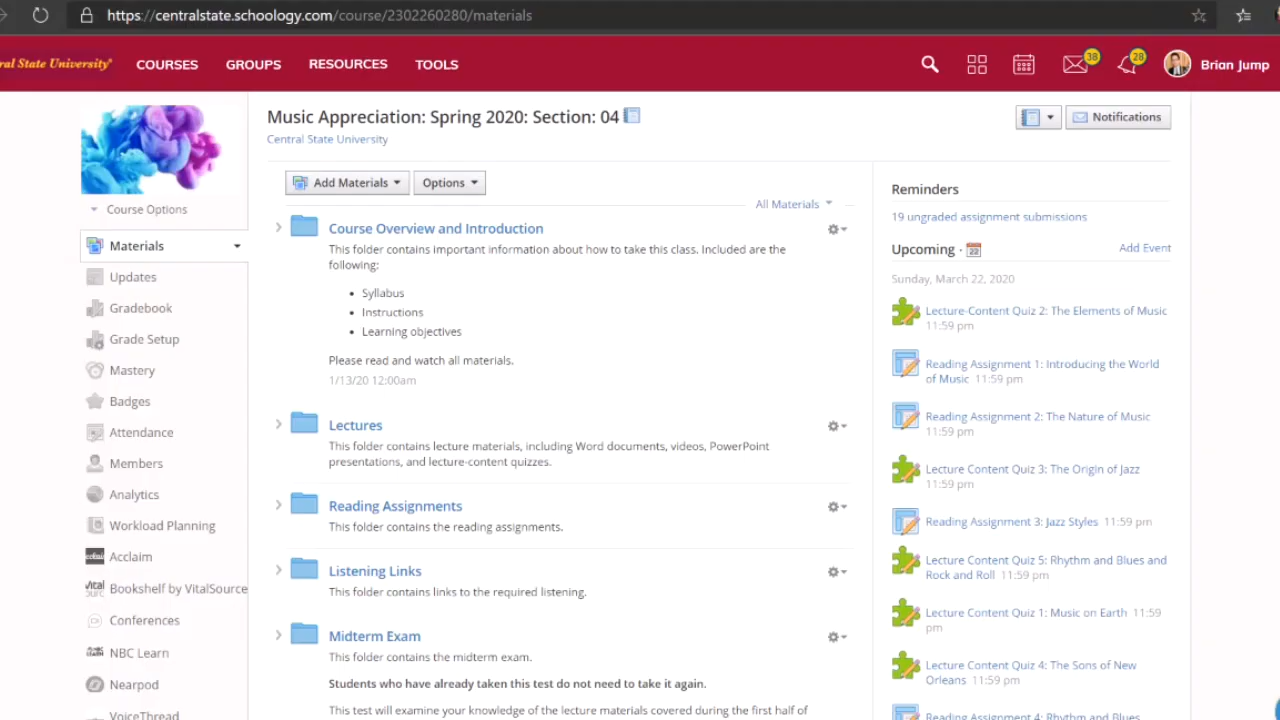 https://centralstate.schoology.com/course/2302260280/materials
ral State University
COURSES
GROUPS
RESOURCES
TOOLS
38
28
Brian Jump
Course Options
Materials
Updates
Gradebook
Grade Setup
Mastery
Badges
Attendance
Members
Analytics
Workload Planning
Acclaim
Bookshelf by VitalSource
Conferences
NBC Learn
Nearpod
VoiceThread
Music Appreciation: Spring 2020: Section: 04
Central State University
Notifications
Add Materials
Options
All Materials
Course Overview and Introduction
This folder contains important information about how to take this class. Included are the
following:
• Syllabus
• Instructions
• Learning objectives
Please read and watch all materials.
1/13/20 12:00am
Lectures
This folder contains lecture materials, including Word documents, videos, PowerPoint
presentations, and lecture-content quizzes.
Reading Assignments
This folder contains the reading assignments.
Listening Links
This folder contains links to the required listening.
Midterm Exam
This folder contains the midterm exam.
Students who have already taken this test do not need to take it again.
This test will examine your knowledge of the lecture materials covered during the first half of
Reminders
19 ungraded assignment submissions
Upcoming · 22
Add Event
Sunday, March 22, 2020
Lecture-Content Quiz 2: The Elements of Music
11:59 pm
Reading Assignment 1: Introducing the World
of Music 11:59 pm
Reading Assignment 2: The Nature of Music
11:59 pm
Lecture Content Quiz 3: The Origin of Jazz
11:59 pm
Reading Assignment 3: Jazz Styles 11:59 pm
Lecture Content Quiz 5: Rhythm and Blues and
Rock and Roll 11:59 pm
Lecture Content Quiz 1: Music on Earth 11:59
pm
Lecture Content Quiz 4: The Sons of New
Orleans 11:59 pm
Reading Assignment 4: Rhythm and Blues